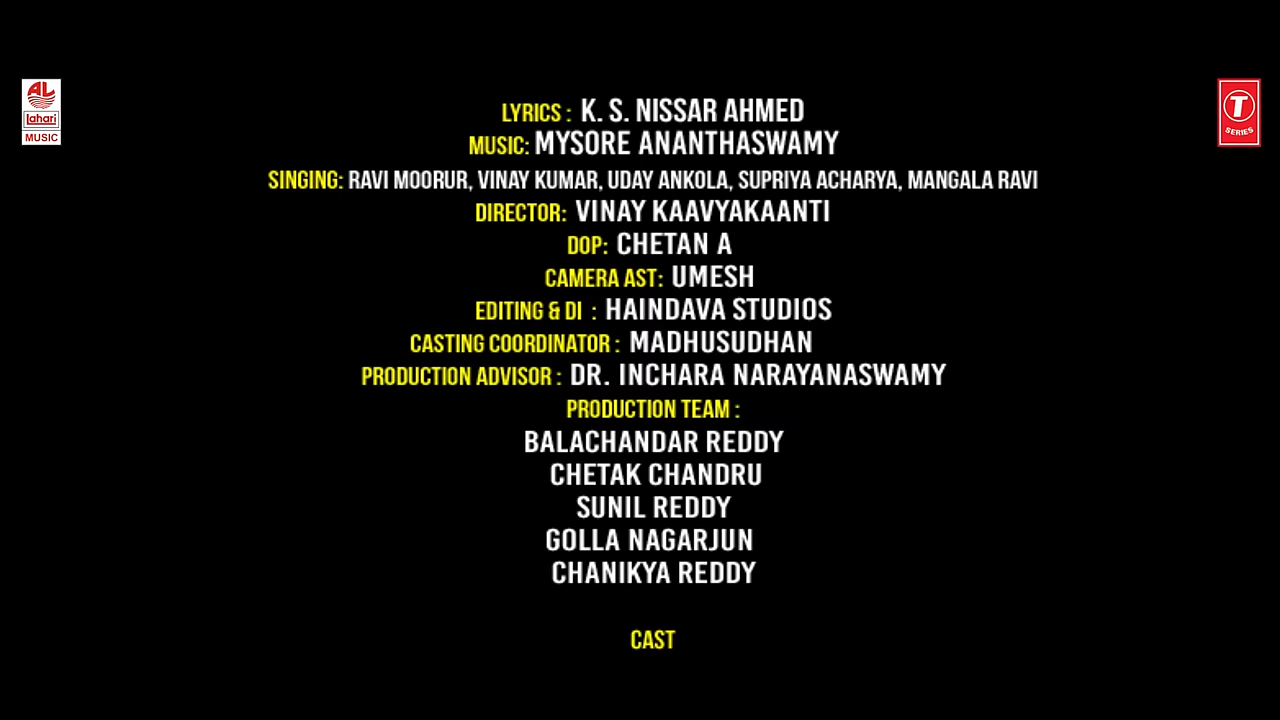 AL
lahari
MUSIC
T
SERIES
LYRICS : K. S. NISSAR AHMED
MUSIC: MYSORE ANANTHASWAMY
SINGING: RAVI MOORUR, VINAY KUMAR, UDAY ANKOLA, SUPRIYA ACHARYA, MANGALA RAVI
DIRECTOR: VINAY KAAVYAKAANTI
DOP: CHETAN A
CAMERA AST: UMESH
EDITING & DI : HAINDAVA STUDIOS
CASTING COORDINATOR : MADHUSUDHAN
PRODUCTION ADVISOR : DR. INCHARA NARAYANASWAMY
PRODUCTION TEAM :
BALACHANDAR REDDY
CHETAK CHANDRU
SUNIL REDDY
GOLLA NAGARJUN
CHANIKYA REDDY
CAST